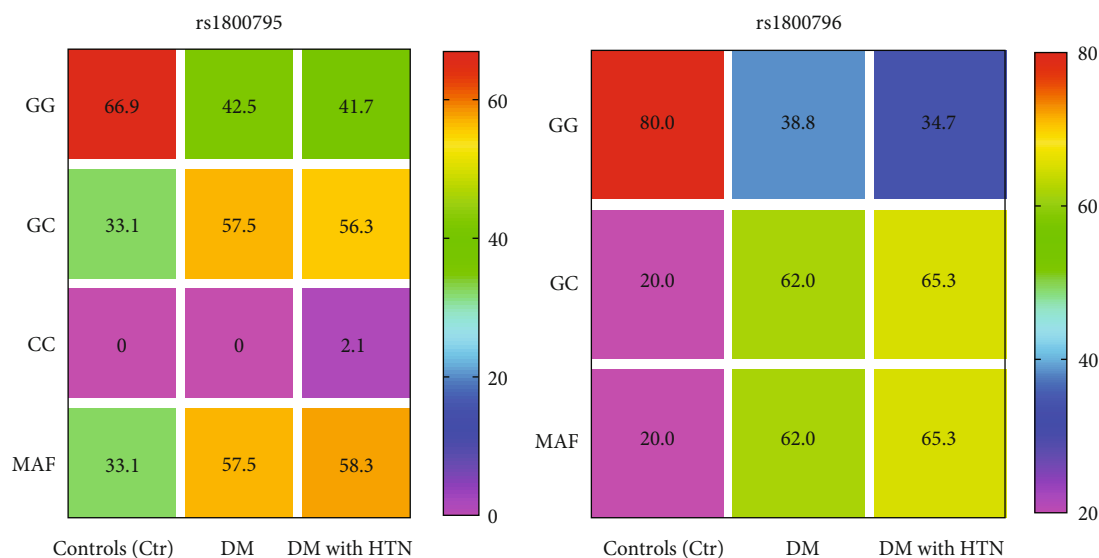 rs1800795
GG 66.9 42.5 41.7
GC 33.1 57.5 56.3
CC 0 0 2.1
MAF 33.1 57.5 58.3
Controls (Ctr) DM DM with HTN
60
40
20
0
rs1800796
GG 80.0 38.8 34.7
GC 20.0 62.0 65.3
MAF 20.0 62.0 65.3
Controls (Ctr) DM DM with HTN
80
60
40
20